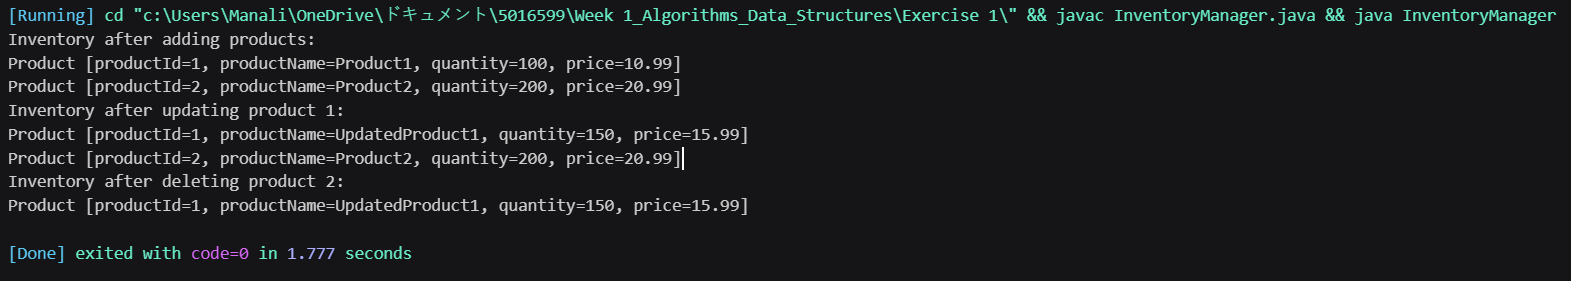 [Running] cd "c:\Users\Manali\OneDrive\ドキュメント\5016599\Week 1_Algorithms_Data_Structures\Exercise 1\" && javac InventoryManager.java && java InventoryManager
Inventory after adding products:
Product [productId=1, productName=Product1, quantity=100, price=10.99]
Product [productId=2, productName=Product2, quantity=200, price=20.99]
Inventory after updating product 1:
Product [productId=1, productName=UpdatedProduct1, quantity=150, price=15.99]
Product [productId=2, productName=Product2, quantity=200, price=20.99]
Inventory after deleting product 2:
Product [productId=1, productName=UpdatedProduct1, quantity=150, price=15.99]
[Done] exited with code=0 in 1.777 seconds